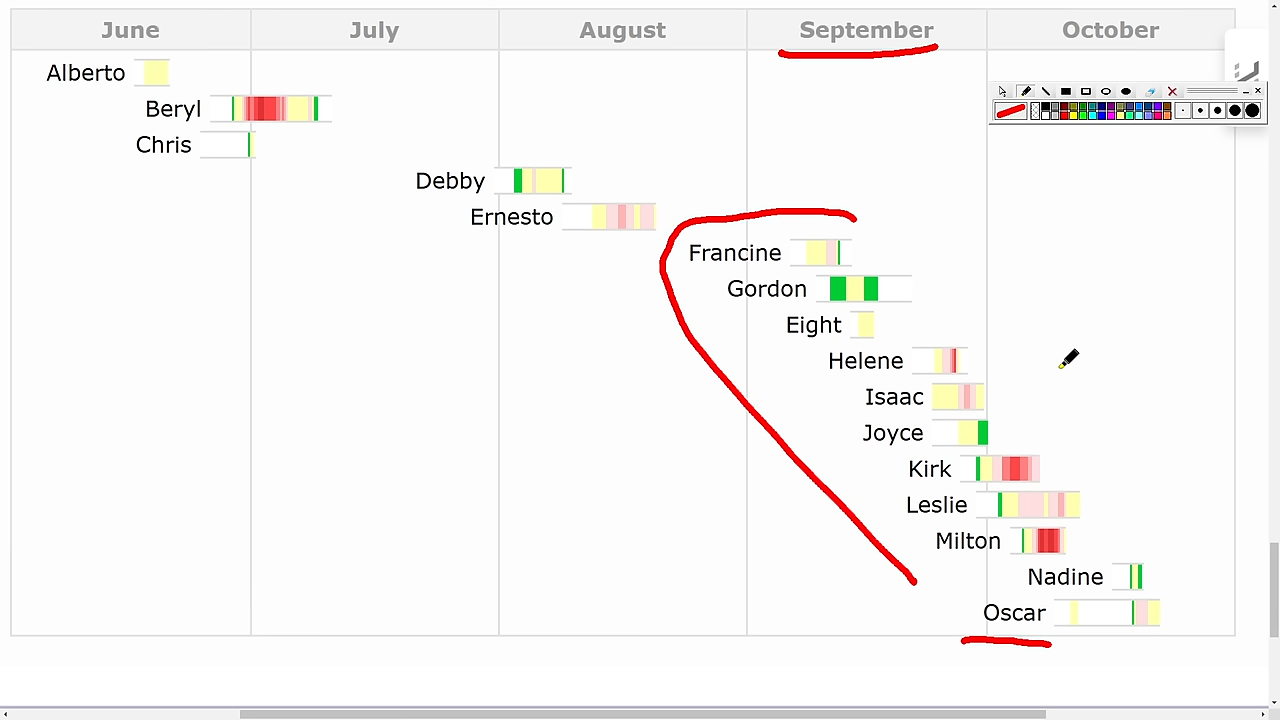 June July August September October
Alberto
Beryl
Chris
Debby
Ernesto
Francine
Gordon
Eight
Helene
Isaac
Joyce
Kirk
Leslie
Milton
Nadine
Oscar